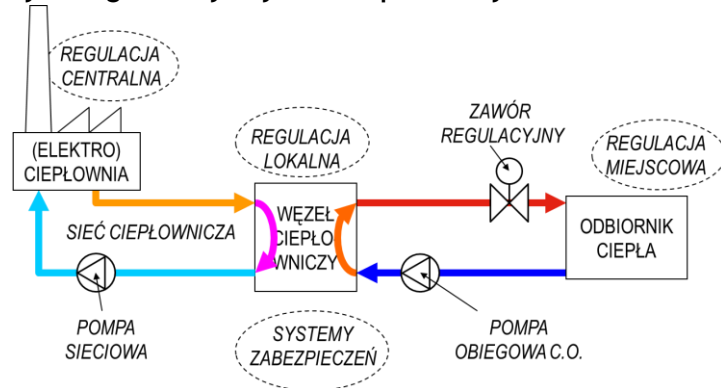 REGULACJA
CENTRALNA
(ELEKTRO)
CIEPŁOWNIA
REGULACJA
LOKALNA
ZAWÓR
REGULACYJNY
REGULACJA
MIEJSCOWA
SIEĆ CIEPŁOWNICZA
WĘZEŁ
CIEPŁO
WNICZY
ODBIORNIK
CIEPŁA
POMPA
SIECIOWA
SYSTEMY
ZABEZPIECZEŃ
POMPA
OBIEGOWA C.O.